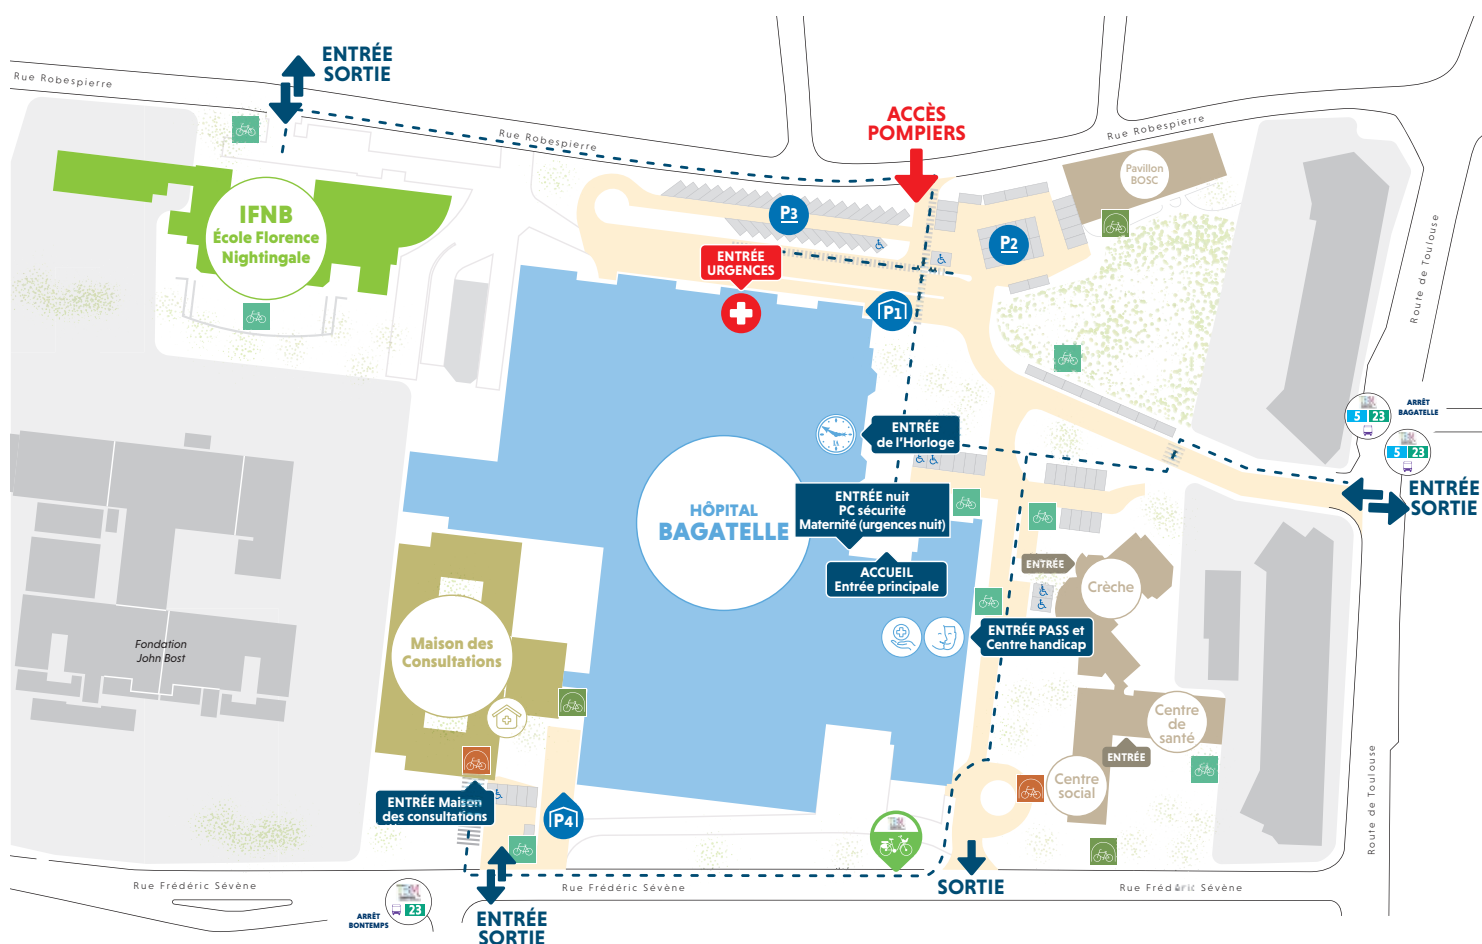 ENTRÉE
SORTIE
Rue Robespierre
Rue Robespierre
ACCÈS
POMPIERS
Rue Robespierre
Pavillon
BOSC
IFNB
École Florence
Nightingale
P3
P2
ENTRÉE
URGENCES
P1
Route de Toulouse
ARRÊT
BAGATELLE
5 23
5 23
ENTRÉE
de l'Horloge
ENTRÉE
SORTIE
ENTRÉE nuit
PC sécurité
Maternité (urgences nuit)
HÔPITAL
BAGATELLE
ACCUEIL
Entrée principale
ENTRÉE
Crèche
ENTRÉE PASS et
Centre handicap
Fondation
John Bost
Maison des
Consultations
Centre
de
santé
ENTRÉE
Centre
social
Route de Toulouse
ENTRÉE Maison
des consultations
P4
Rue Frédéric Sévène
Rue Frédéric Sévène
SORTIE
Rue Frédéric Sévène
23
ARRÊT
BONTEMPS
ENTRÉE
SORTIE